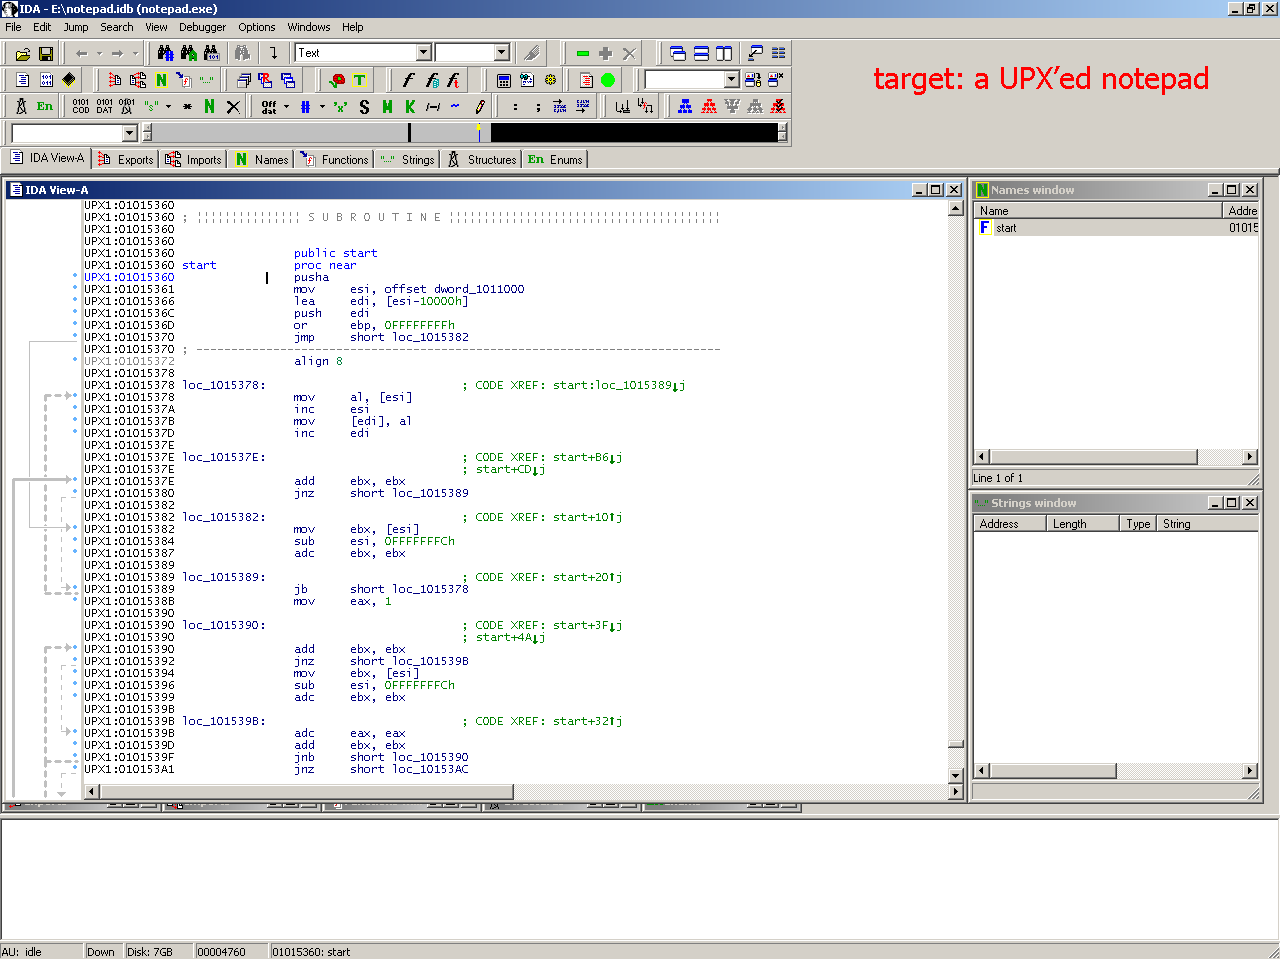 IDA - E:\notepad.idb (notepad.exe)
File Edit Jump Search View Debugger Options Windows Help
Text
target: a UPX'ed notepad
En 0101 COD 0101 DAT Off dat
IDA View-A Exports Imports N Names Functions Strings Structures En Enums
IDA View-A
UPX1:01015360
UPX1:01015360 ; ¦¦¦¦¦¦¦¦¦¦¦¦¦¦¦ S U B R O U T I N E ¦¦¦¦¦¦¦¦¦¦¦¦¦¦¦¦¦¦¦¦¦¦¦¦¦¦¦¦¦¦¦¦¦¦¦¦¦¦¦
UPX1:01015360
UPX1:01015360
UPX1:01015360 public start
UPX1:01015360 start proc near
UPX1:01015360 pusha
UPX1:01015361 mov esi, offset dword_1011000
UPX1:01015366 lea edi, [esi-10000h]
UPX1:0101536C push edi
UPX1:0101536D or ebp, 0FFFFFFFFh
UPX1:01015370 jmp short loc_1015382
UPX1:01015370 ; ---------------------------------------------------------------------------
UPX1:01015372 align 8
UPX1:01015378
UPX1:01015378 loc_1015378: ; CODE XREF: start:loc_1015389↓j
UPX1:01015378 mov al, [esi]
UPX1:0101537A inc esi
UPX1:0101537B mov [edi], al
UPX1:0101537D inc edi
UPX1:0101537E
UPX1:0101537E loc_101537E: ; CODE XREF: start+B6↓j
UPX1:0101537E ; start+CD↓j
UPX1:0101537E add ebx, ebx
UPX1:01015380 jnz short loc_1015389
UPX1:01015382
UPX1:01015382 loc_1015382: ; CODE XREF: start+10↑j
UPX1:01015382 mov ebx, [esi]
UPX1:01015384 sub esi, 0FFFFFFFCh
UPX1:01015387 adc ebx, ebx
UPX1:01015389
UPX1:01015389 loc_1015389: ; CODE XREF: start+20↑j
UPX1:01015389 jb short loc_1015378
UPX1:0101538B mov eax, 1
UPX1:01015390
UPX1:01015390 loc_1015390: ; CODE XREF: start+3F↓j
UPX1:01015390 ; start+4A↓j
UPX1:01015390 add ebx, ebx
UPX1:01015392 jnz short loc_101539B
UPX1:01015394 mov ebx, [esi]
UPX1:01015396 sub esi, 0FFFFFFFCh
UPX1:01015399 adc ebx, ebx
UPX1:0101539B
UPX1:0101539B loc_101539B: ; CODE XREF: start+32↑j
UPX1:0101539B adc eax, eax
UPX1:0101539D add ebx, ebx
UPX1:0101539F jnb short loc_1015390
UPX1:010153A1 jnz short loc_10153AC
Names window
Name Addre
F start 01015
Line 1 of 1
Strings window
Address Length Type String
AU: idle Down Disk: 7GB 00004760 01015360: start